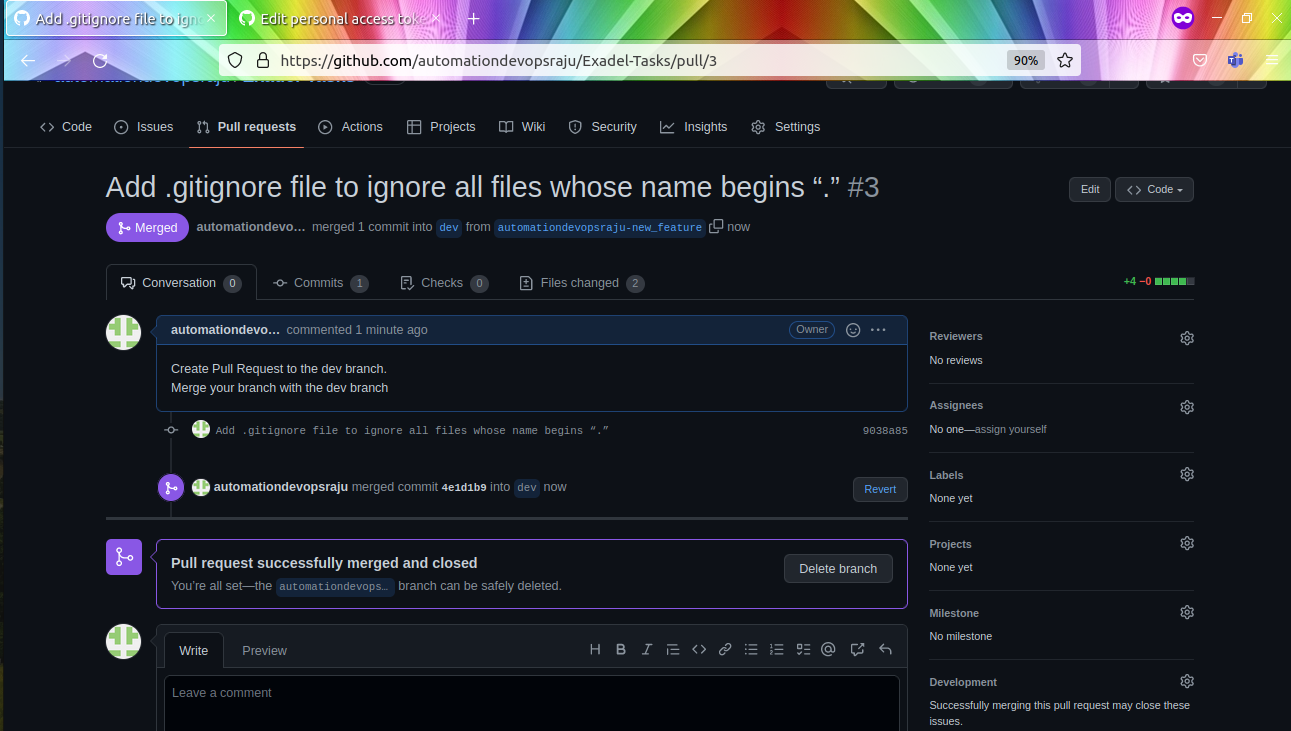 Add .gitignore file to ign
Edit personal access toke
https://github.com/automationdevopsraju/Exadel-Tasks/pull/3
90%
Code
Issues
Pull requests
Actions
Projects
Wiki
Security
Insights
Settings
Add .gitignore file to ignore all files whose name begins “.” #3
Edit
Code
Merged
automationdevo… merged 1 commit into dev from automationdevopsraju-new_feature now
Conversation 0
Commits 1
Checks 0
Files changed 2
+4 −0
automationdevo… commented 1 minute ago
Owner
Create Pull Request to the dev branch.
Merge your branch with the dev branch
Add .gitignore file to ignore all files whose name begins “.”
9038a85
automationdevopsraju merged commit 4e1d1b9 into dev now
Revert
Pull request successfully merged and closed
You’re all set—the automationdevops… branch can be safely deleted.
Delete branch
Write
Preview
Leave a comment
Reviewers
No reviews
Assignees
No one—assign yourself
Labels
None yet
Projects
None yet
Milestone
No milestone
Development
Successfully merging this pull request may close these
issues.